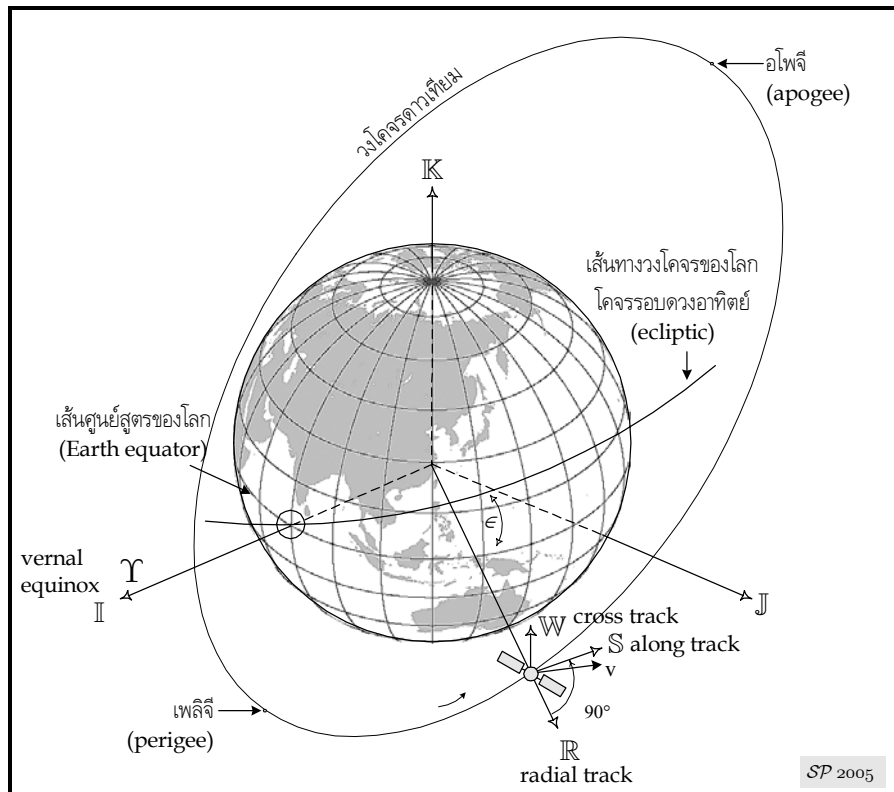 อโพจี
(apogee)
วงโคจรดาวเทียม
𝕂
เส้นทางวงโคจรของโลก
โคจรรอบดวงอาทิตย์
(ecliptic)
เส้นศูนย์สูตรของโลก
(Earth equator)
ϵ
vernal
equinox ϒ
𝕀
𝕁
𝕎 cross track
𝕊 along track
v
90°
ℝ
radial track
เพลิจี
(perigee)
SP 2005